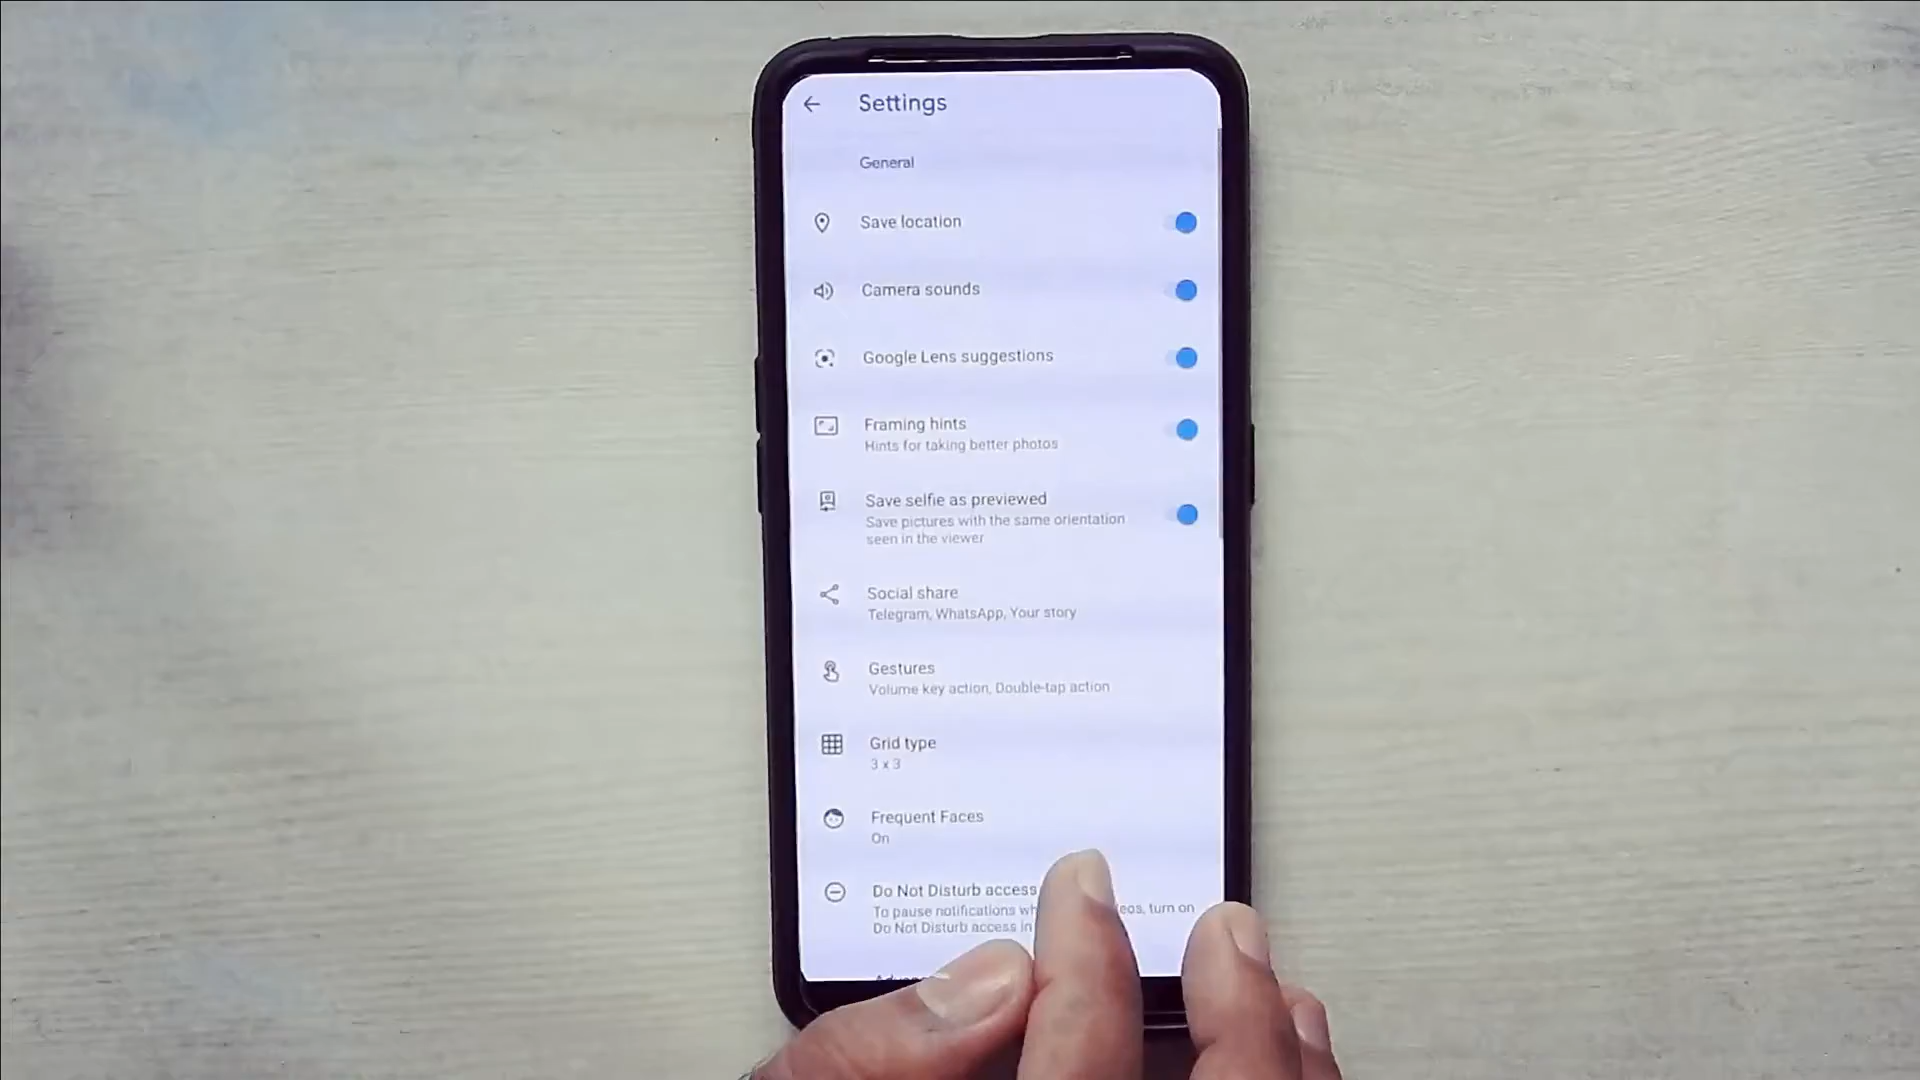 Settings
General
Save location
Camera sounds
Google Lens suggestions
Framing hints
Hints for taking better photos
Save selfie as previewed
Save pictures with the same orientation
seen in the viewer
Social share
Telegram, WhatsApp, Your story
Gestures
Volume key action, Double-tap action
Grid type
3 x 3
Frequent Faces
On
Do Not Disturb access
To pause notifications turn on
Do Not Disturb access in